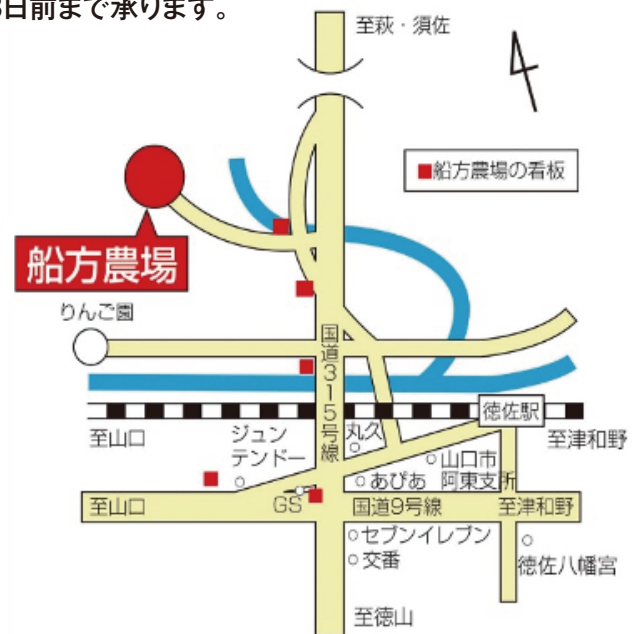 3日前まで承ります。
至萩・須佐
■船方農場の看板
船方農場
りんご園
国道315号線
徳佐駅
至山口
ジュン
テンドー
丸久
至津和野
山口市
阿東支所
あぴあ
至山口
GS
国道9号線
至津和野
セブンイレブン
交番
徳佐八幡宮
至徳山